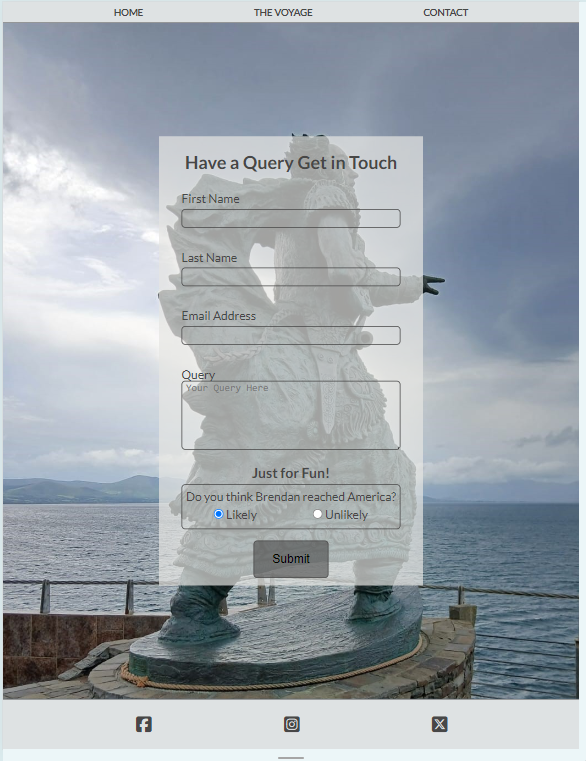 HOME THE VOYAGE CONTACT
Have a Query Get in Touch
First Name
Last Name
Email Address
Query
Your Query Here
Just for Fun!
Do you think Brendan reached America?
Likely Unlikely
Submit